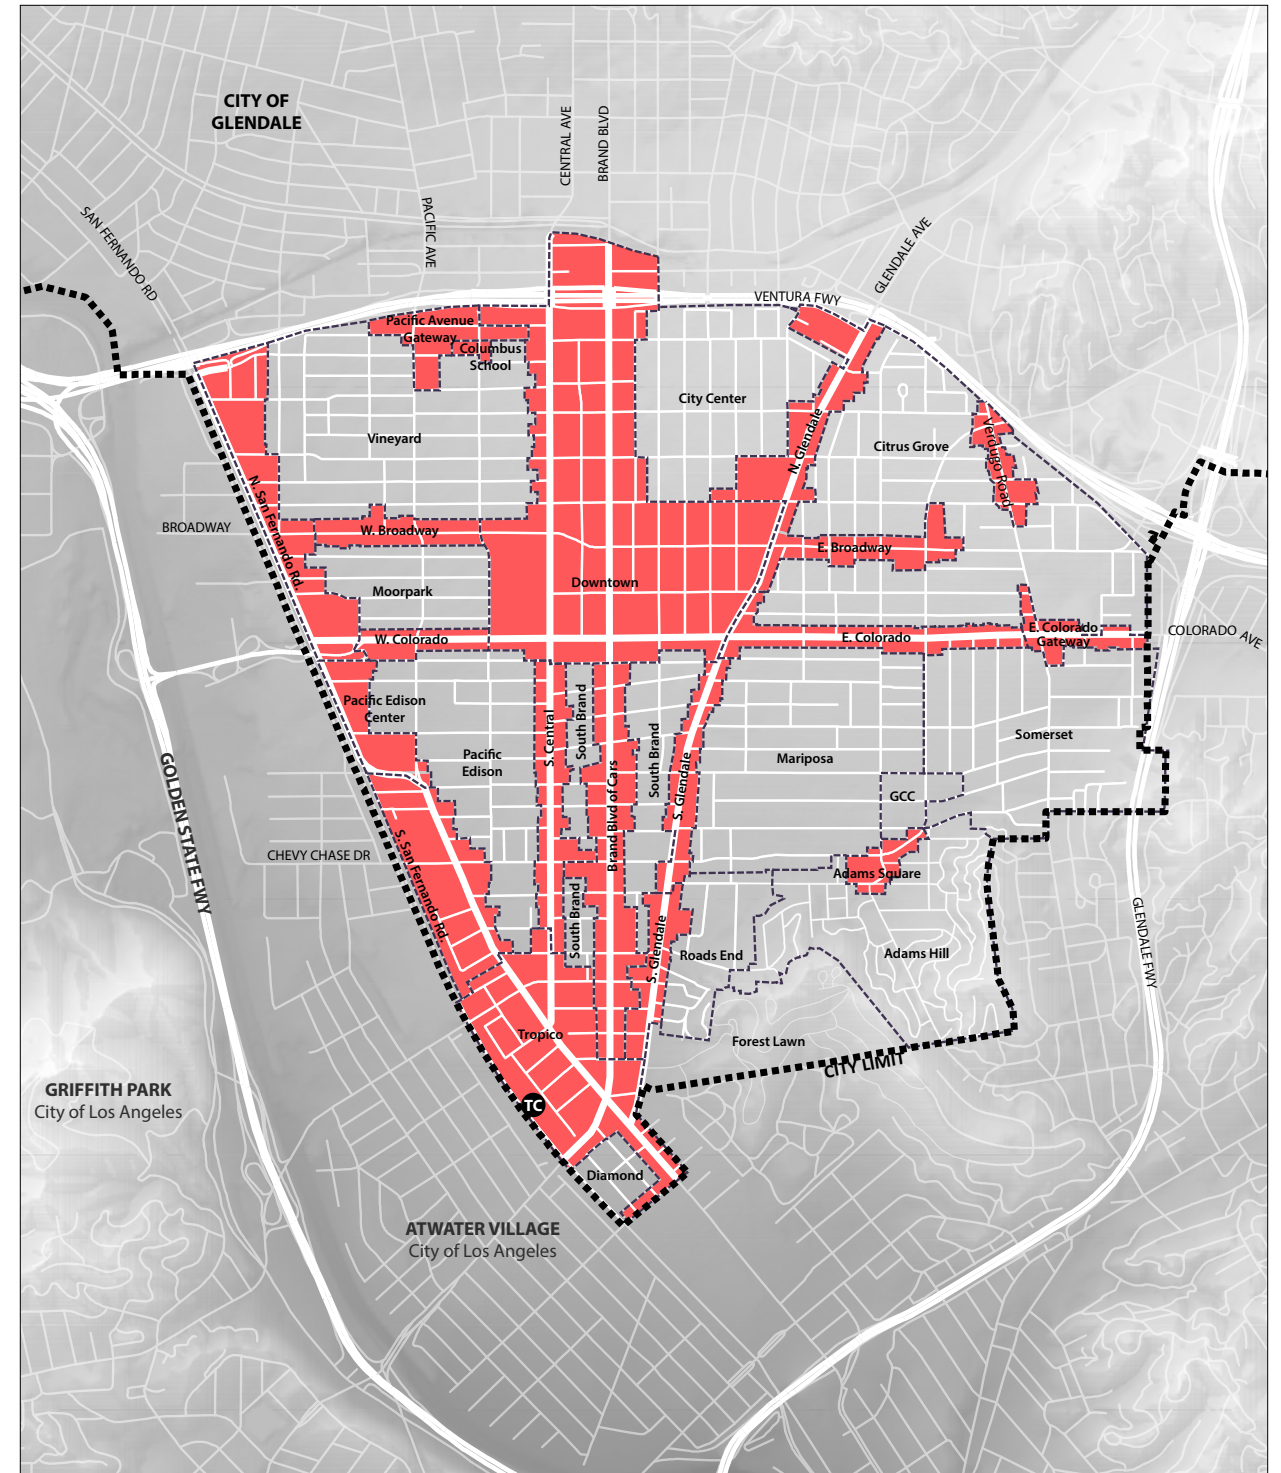 CITY OF
GLENDALE
CENTRAL AVE
BRAND BLVD
SAN FERNANDO RD
PACIFIC AVE
GLENDALE AVE
VENTURA FWY
Pacific Avenue
Gateway
Columbus
School
City Center
Vineyard
N. Glendale
Citrus Grove
Verdugo Road
N. San Fernando Rd.
BROADWAY
W. Broadway
E. Broadway
Moorpark
Downtown
W. Colorado
E. Colorado
E. Colorado
Gateway
COLORADO AVE
Pacific Edison
Center
S. Central
South Brand
South Brand
Pacific
Edison
Brand Blvd of Cars
S. Glendale
Mariposa
Somerset
GCC
GOLDEN STATE FWY
CHEVY CHASE DR
S. San Fernando Rd.
South Brand
S. Glendale
Adams Square
Roads End
Adams Hill
GLENDALE FWY
Tropico
Forest Lawn
CITY LIMIT
GRIFFITH PARK
City of Los Angeles
TC
Diamond
ATWATER VILLAGE
City of Los Angeles